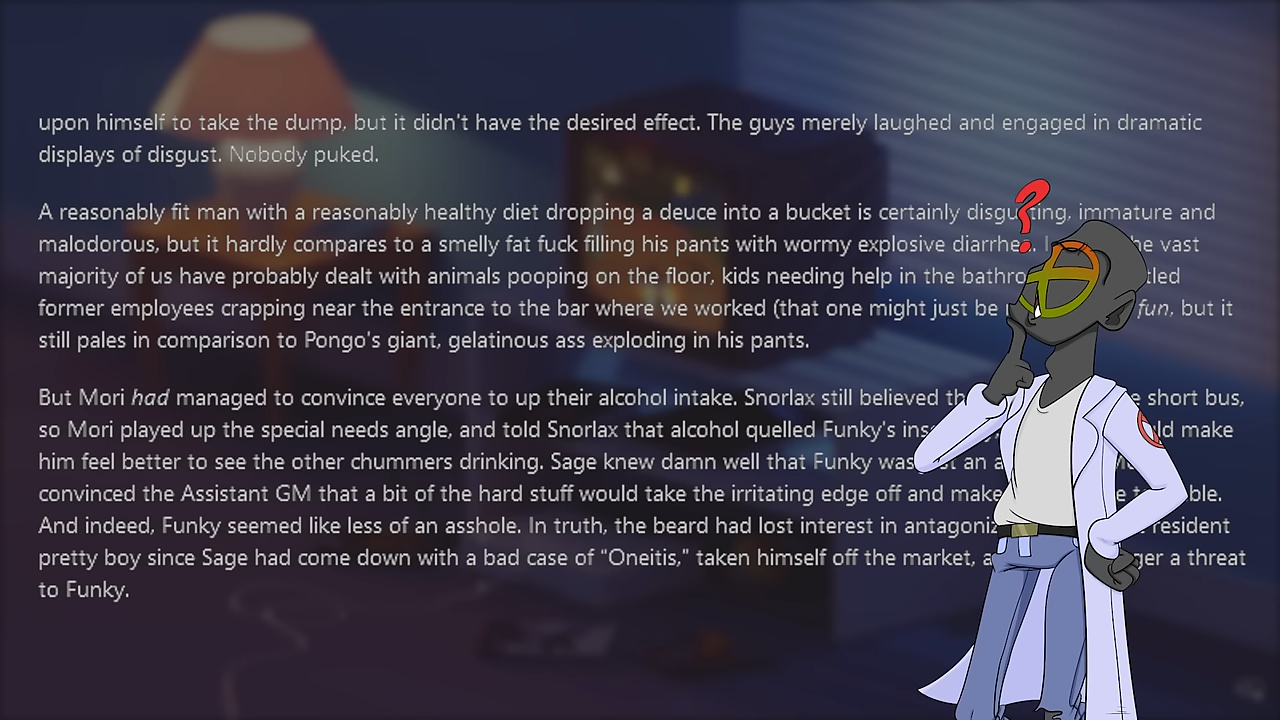 upon himself to take the dump, but it didn't have the desired effect. The guys merely laughed and engaged in dramatic
displays of disgust. Nobody puked.
A reasonably fit man with a reasonably healthy diet dropping a deuce into a bucket is certainly disgusting, immature and
malodorous, but it hardly compares to a smelly fat fuck filling his pants with wormy explosive diarrhea. he vast
majority of us have probably dealt with animals pooping on the floor, kids needing help in the
former employees crapping near the entrance to the bar where we worked (that one might just be fun, but it
still pales in comparison to Pongo's giant, gelatinous ass exploding in his pants.
But Mori had managed to convince everyone to up their alcohol intake. Snorlax still believed short bus,
so Mori played up the special needs angle, and told Snorlax that alcohol quelled Funky's make
him feel better to see the other chummers drinking. Sage knew damn well that Funky was an
convinced the Assistant GM that a bit of the hard stuff would take the irritating edge off and make
And indeed, Funky seemed like less of an asshole. In truth, the beard had lost interest in resident
pretty boy since Sage had come down with a bad case of "Oneitis," taken himself off the market, a threat
to Funky.
?